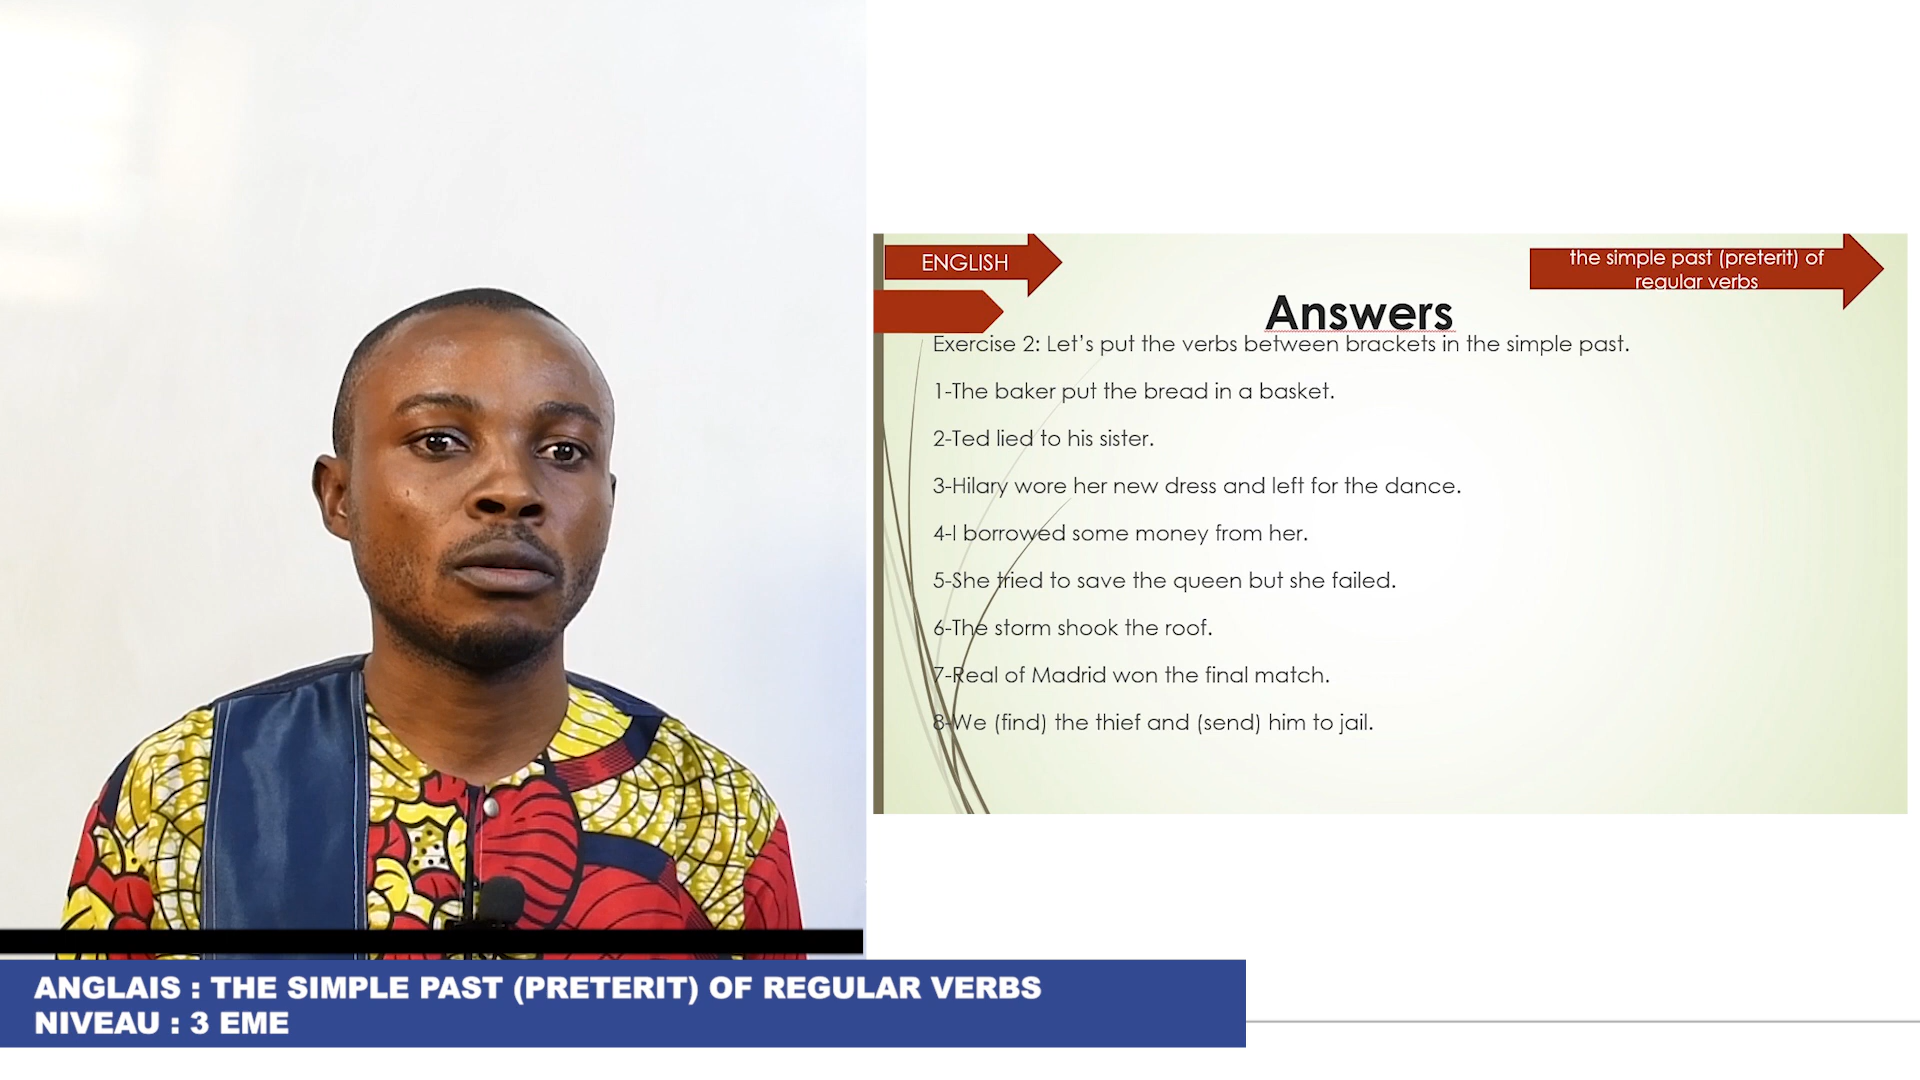 ENGLISH
the simple past (preterit) of
regular verbs
Answers
Exercise 2: Let's put the verbs between brackets in the simple past.
1-The baker put the bread in a basket.
2-Ted lied to his sister.
3-Hilary wore her new dress and left for the dance.
4-I borrowed some money from her.
5-She tried to save the queen but she failed.
6-The storm shook the roof.
7-Real of Madrid won the final match.
8-We (find) the thief and (send) him to jail.
ANGLAIS : THE SIMPLE PAST (PRETERIT) OF REGULAR VERBS
NIVEAU : 3 EME